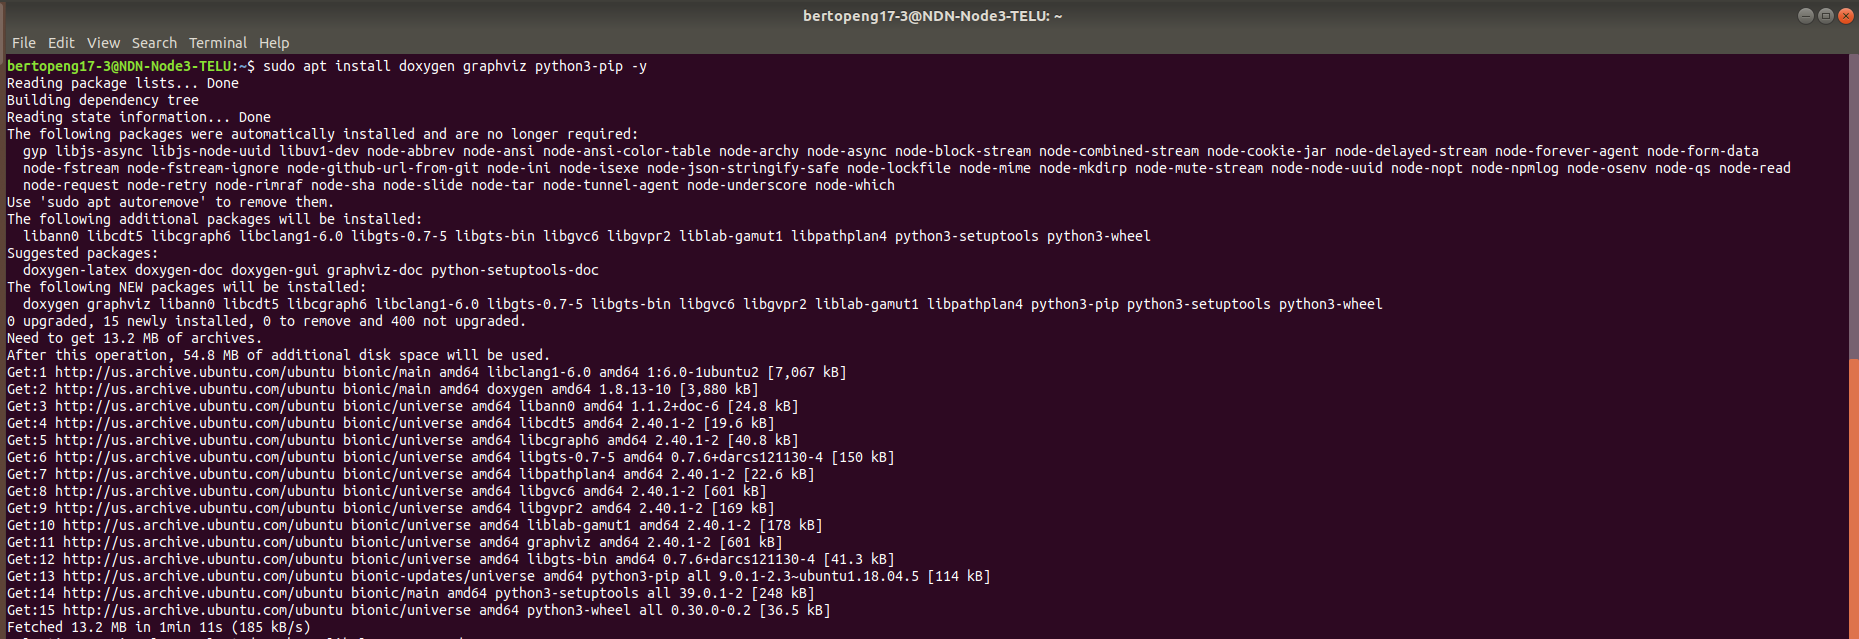 bertopeng17-3@NDN-Node3-TELU: ~
File Edit View Search Terminal Help
bertopeng17-3@NDN-Node3-TELU:~$ sudo apt install doxygen graphviz python3-pip -y
Reading package lists... Done
Building dependency tree
Reading state information... Done
The following packages were automatically installed and are no longer required:
  gyp libjs-async libjs-node-uuid libuv1-dev node-abbrev node-ansi node-ansi-color-table node-archy node-async node-block-stream node-combined-stream node-cookie-jar node-delayed-stream node-forever-agent node-form-data
  node-fstream node-fstream-ignore node-github-url-from-git node-ini node-isexe node-json-stringify-safe node-lockfile node-mime node-mkdirp node-mute-stream node-node-uuid node-nopt node-npmlog node-osenv node-qs node-read
  node-request node-retry node-rimraf node-sha node-slide node-tar node-tunnel-agent node-underscore node-which
Use 'sudo apt autoremove' to remove them.
The following additional packages will be installed:
  libann0 libcdt5 libcgraph6 libclang1-6.0 libgts-0.7-5 libgts-bin libgvc6 libgvpr2 liblab-gamut1 libpathplan4 python3-setuptools python3-wheel
Suggested packages:
  doxygen-latex doxygen-doc doxygen-gui graphviz-doc python-setuptools-doc
The following NEW packages will be installed:
  doxygen graphviz libann0 libcdt5 libcgraph6 libclang1-6.0 libgts-0.7-5 libgts-bin libgvc6 libgvpr2 liblab-gamut1 libpathplan4 python3-pip python3-setuptools python3-wheel
0 upgraded, 15 newly installed, 0 to remove and 400 not upgraded.
Need to get 13.2 MB of archives.
After this operation, 54.8 MB of additional disk space will be used.
Get:1 http://us.archive.ubuntu.com/ubuntu bionic/main amd64 libclang1-6.0 amd64 1:6.0-1ubuntu2 [7,067 kB]
Get:2 http://us.archive.ubuntu.com/ubuntu bionic/main amd64 doxygen amd64 1.8.13-10 [3,880 kB]
Get:3 http://us.archive.ubuntu.com/ubuntu bionic/universe amd64 libann0 amd64 1.1.2+doc-6 [24.8 kB]
Get:4 http://us.archive.ubuntu.com/ubuntu bionic/universe amd64 libcdt5 amd64 2.40.1-2 [19.6 kB]
Get:5 http://us.archive.ubuntu.com/ubuntu bionic/universe amd64 libcgraph6 amd64 2.40.1-2 [40.8 kB]
Get:6 http://us.archive.ubuntu.com/ubuntu bionic/universe amd64 libgts-0.7-5 amd64 0.7.6+darcs121130-4 [150 kB]
Get:7 http://us.archive.ubuntu.com/ubuntu bionic/universe amd64 libpathplan4 amd64 2.40.1-2 [22.6 kB]
Get:8 http://us.archive.ubuntu.com/ubuntu bionic/universe amd64 libgvc6 amd64 2.40.1-2 [601 kB]
Get:9 http://us.archive.ubuntu.com/ubuntu bionic/universe amd64 libgvpr2 amd64 2.40.1-2 [169 kB]
Get:10 http://us.archive.ubuntu.com/ubuntu bionic/universe amd64 liblab-gamut1 amd64 2.40.1-2 [178 kB]
Get:11 http://us.archive.ubuntu.com/ubuntu bionic/universe amd64 graphviz amd64 2.40.1-2 [601 kB]
Get:12 http://us.archive.ubuntu.com/ubuntu bionic/universe amd64 libgts-bin amd64 0.7.6+darcs121130-4 [41.3 kB]
Get:13 http://us.archive.ubuntu.com/ubuntu bionic-updates/universe amd64 python3-pip all 9.0.1-2.3~ubuntu1.18.04.5 [114 kB]
Get:14 http://us.archive.ubuntu.com/ubuntu bionic/main amd64 python3-setuptools all 39.0.1-2 [248 kB]
Get:15 http://us.archive.ubuntu.com/ubuntu bionic/universe amd64 python3-wheel all 0.30.0-0.2 [36.5 kB]
Fetched 13.2 MB in 1min 11s (185 kB/s)